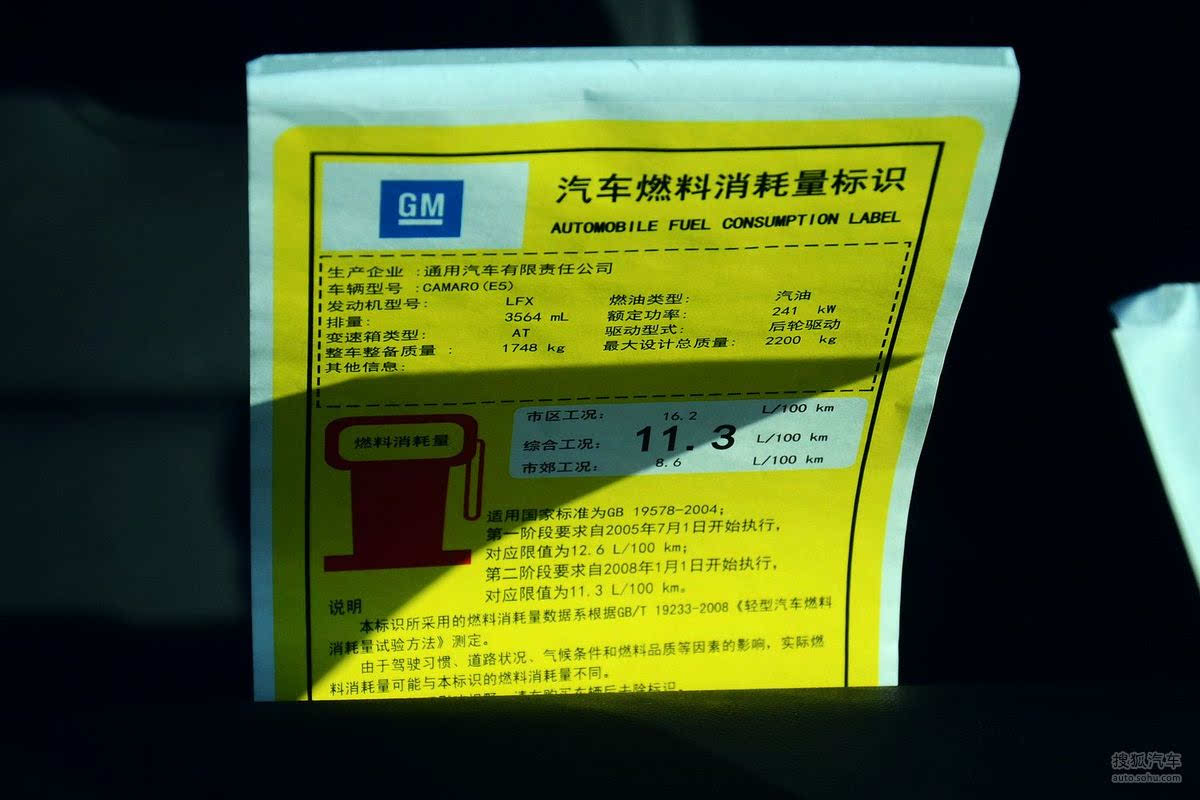 GM
汽车燃料消耗量标识
AUTOMOBILE FUEL CONSUMPTION LABEL
生产企业 :通用汽车有限责任公司
车辆型号 :CAMARO(E5)
发动机型号: LFX 燃油类型: 汽油
排量: 3564 mL 额定功率: 241 kW
变速箱类型: AT 驱动型式: 后轮驱动
整车整备质量 : 1748 kg 最大设计总质量: 2200 kg
其他信息:
燃料消耗量
市区工况: 16.2 L/100 km
综合工况: 11.3 L/100 km
市郊工况: 8.6 L/100 km
适用国家标准为GB 19578-2004;
第一阶段要求自2005年7月1日开始执行,
对应限值为12.6 L/100 km;
第二阶段要求自2008年1月1日开始执行,
对应限值为11.3 L/100 km。
说明
本标识所采用的燃料消耗量数据系根据GB/T 19233-2008《轻型汽车燃料
消耗量试验方法》测定。
由于驾驶习惯、道路状况、气候条件和燃料品质等因素的影响，实际燃
料消耗量可能与本标识的燃料消耗量不同。
请在购买车辆后去除标识。
搜狐汽车
auto.sohu.com